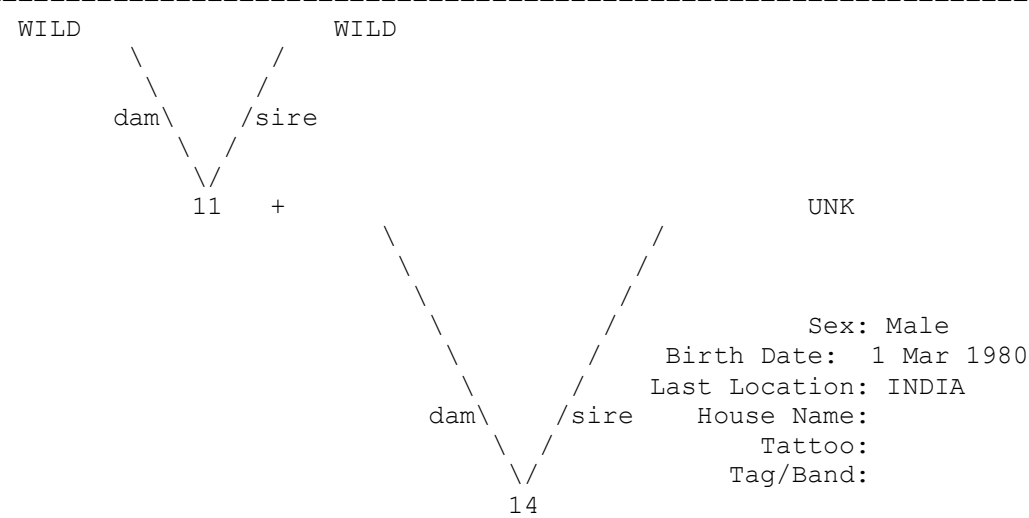 WILD WILD
dam\ /sire
11 + UNK
Sex: Male
Birth Date: 1 Mar 1980
Last Location: INDIA
dam\ /sire House Name:
Tattoo:
Tag/Band:
14